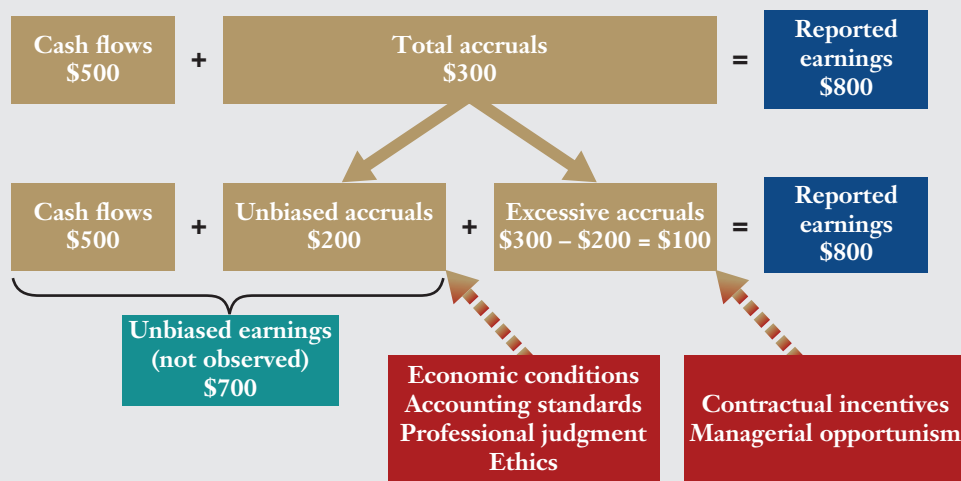 Cash flows
$500
+
Total accruals
$300
=
Reported
earnings
$800
Cash flows
$500
+
Unbiased accruals
$200
+
Excessive accruals
$300 – $200 = $100
=
Reported
earnings
$800
Unbiased earnings
(not observed)
$700
Economic conditions
Accounting standards
Professional judgment
Ethics
Contractual incentives
Managerial opportunism